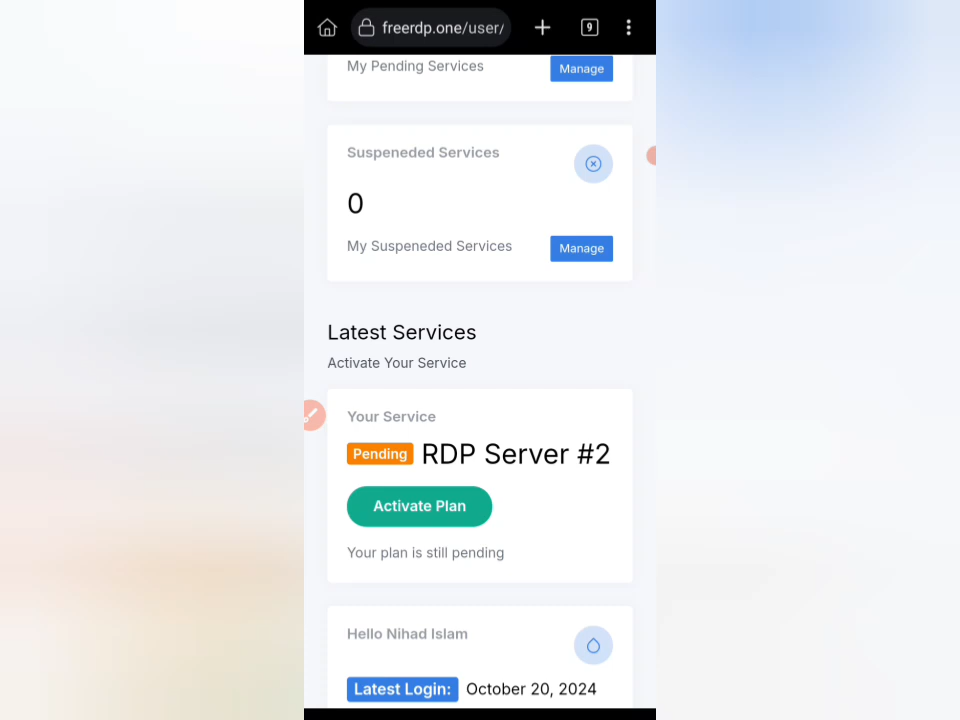 freerdp.one/user/
9
My Pending Services
Manage
Suspeneded Services
0
My Suspeneded Services
Manage
Latest Services
Activate Your Service
Your Service
Pending RDP Server #2
Activate Plan
Your plan is still pending
Hello Nihad Islam
Latest Login: October 20, 2024